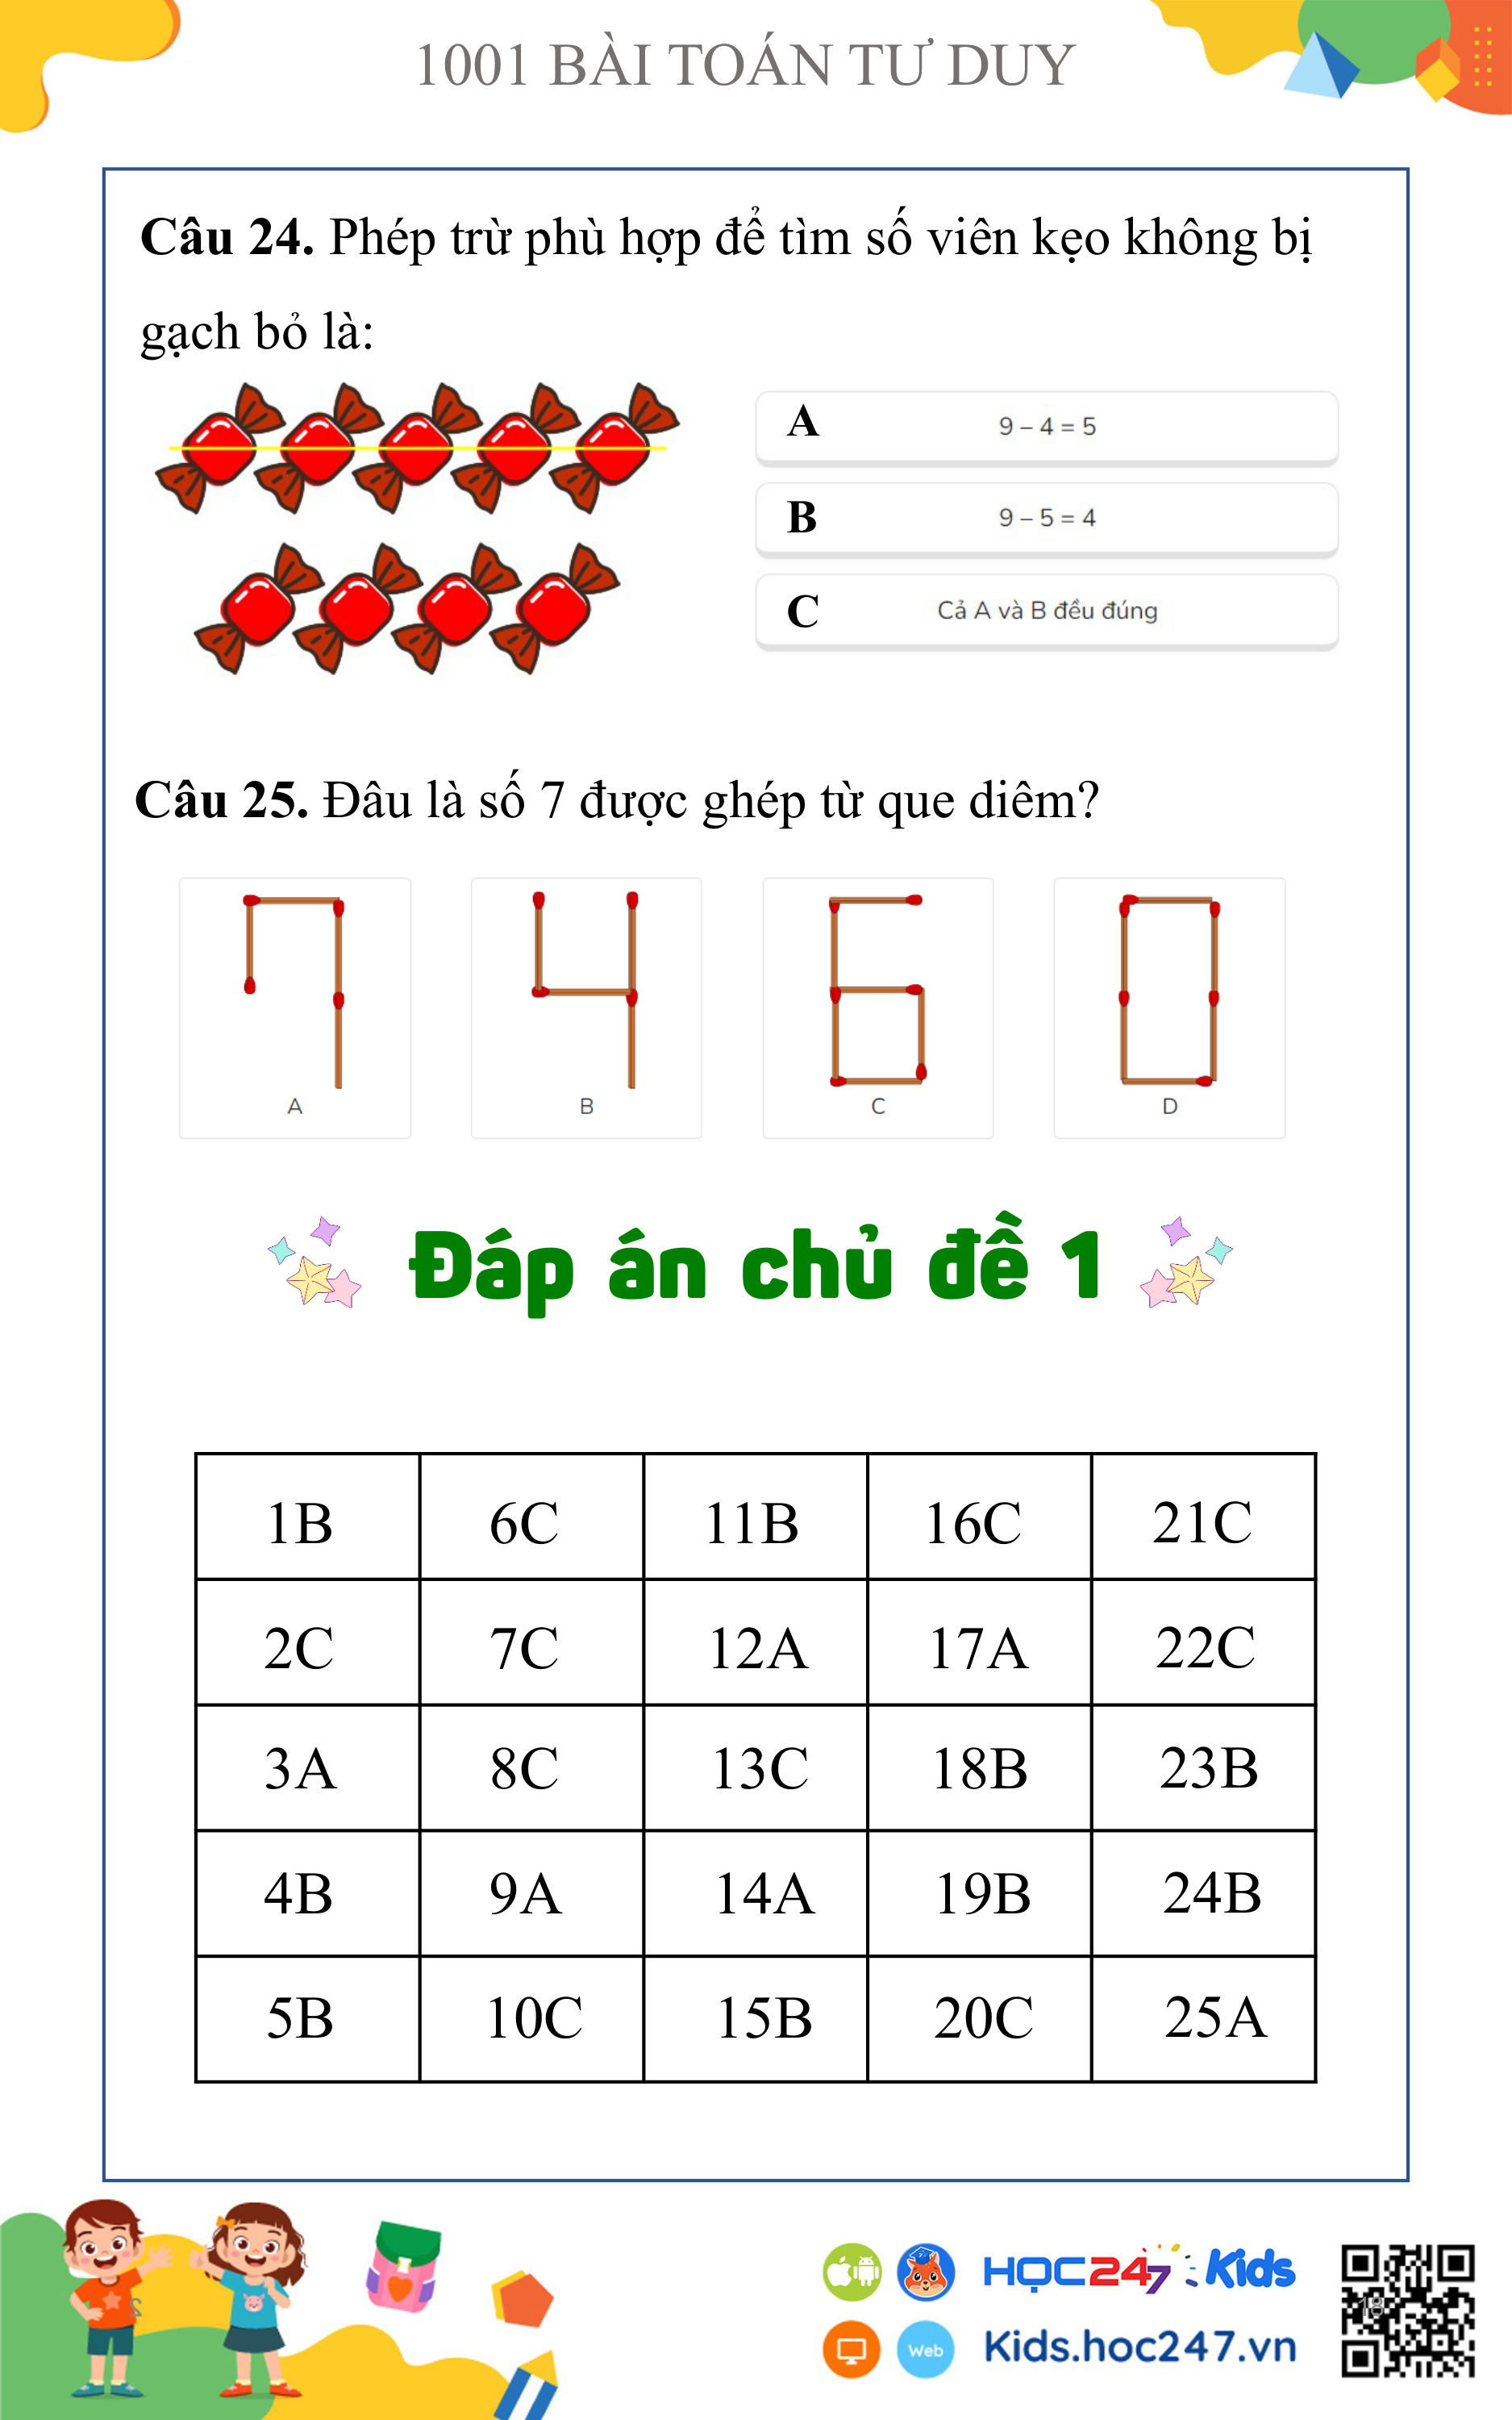 1001 BÀI TOÁN TƯ DUY
Câu 24. Phép trừ phù hợp để tìm số viên kẹo không bị
gạch bỏ là:
A 9 – 4 = 5
B 9 – 5 = 4
C Cả A và B đều đúng
Câu 25. Đâu là số 7 được ghép từ que diêm?
A B C D
Đáp án chủ đề 1
1B 6C 11B 16C 21C
2C 7C 12A 17A 22C
3A 8C 13C 18B 23B
4B 9A 14A 19B 24B
5B 10C 15B 20C 25A
HỌC247 Kids
18
Web Kids.hoc247.vn